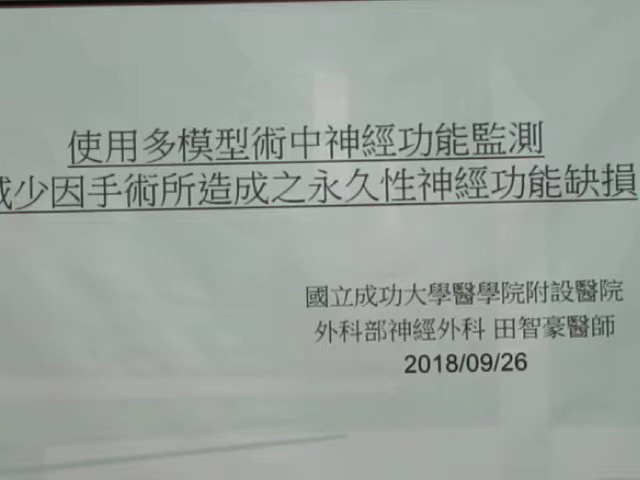 使用多模型術中神經功能監測
減少因手術所造成之永久性神經功能缺損
國立成功大學醫學院附設醫院
外科部神經外科 田智豪醫師
2018/09/26